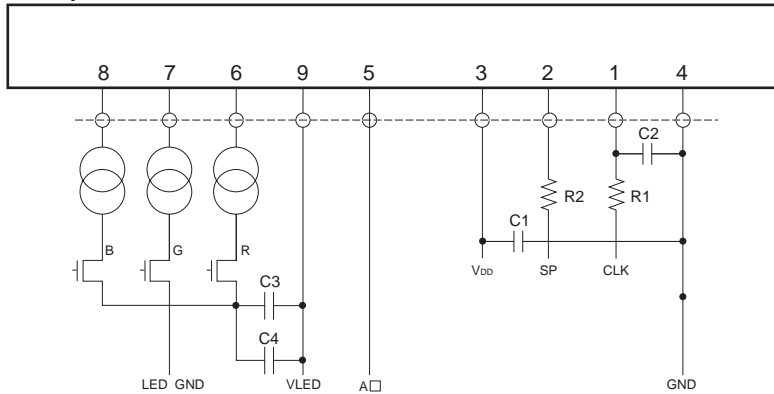 8 7 6 9 5 3 2 1 4
C2
R2 R1
C1
B G R
VDD SP CLK
C3
C4
LED GND VLED A□ GND